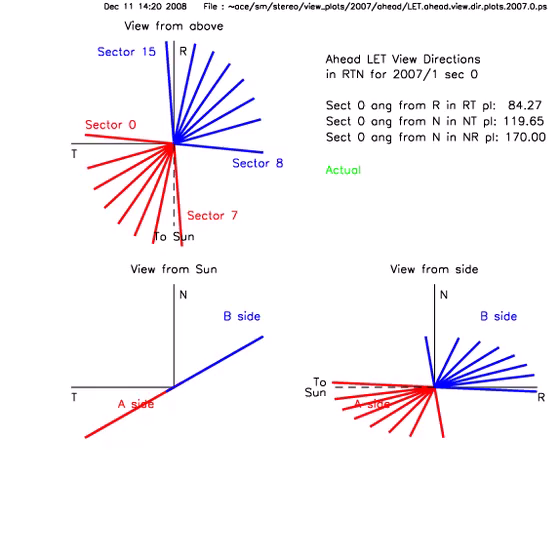 Dec 11 14:20 2008 File : ~ace/sm/stereo/view_plots/2007/ahead/LET.ahead.view.dir.plots.2007.0.ps
View from above
Sector 15
R
Ahead LET View Directions
in RTN for 2007/1 sec 0
Sect 0 ang from R in RT pl: 84.27
Sect 0 ang from N in NT pl: 119.65
Sect 0 ang from N in NR pl: 170.00
Sector 0
T
Sector 8
Actual
Sector 7
To Sun
View from Sun
View from side
N
N
B side
B side
T
A side
To
Sun
R
A side